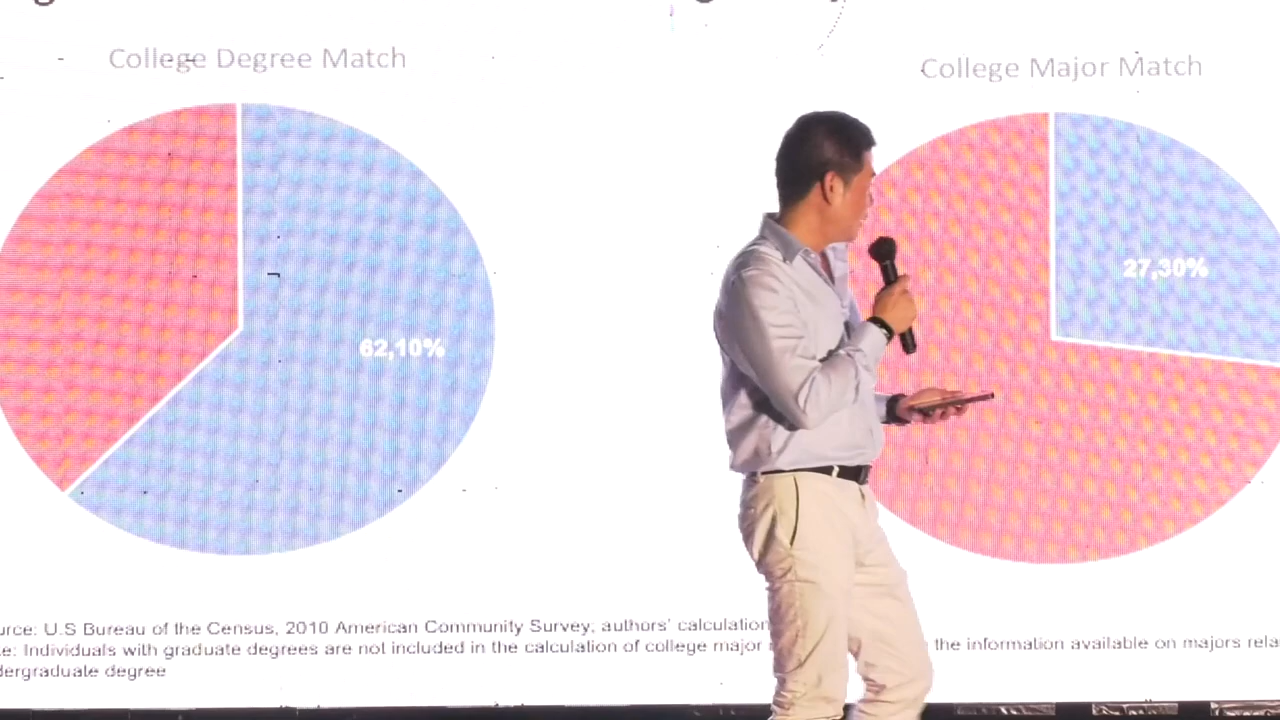 College Degree Match
College Major Match
27,30%
62,10%
urce: U.S Bureau of the Census, 2010 American Community Survey; authors' calculation
e: Individuals with graduate degrees are not included in the calculation of college major the information available on majors rela
dergraduate degree